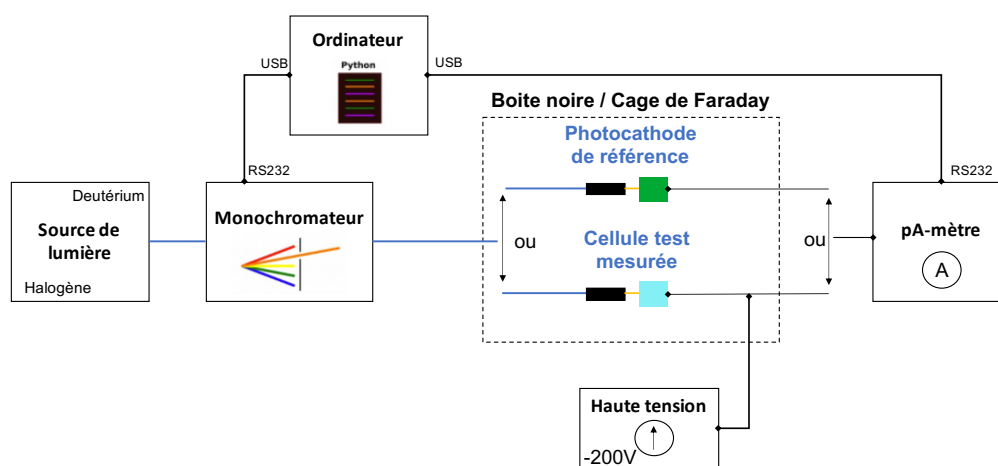 Ordinateur
USB
Python
USB
Boite noire / Cage de Faraday
Photocathode
de référence
RS232
RS232
Deutérium
Source de
lumière
Halogène
Monochromateur
ou
Cellule test
mesurée
ou
pA-mètre
A
Haute tension
-200V